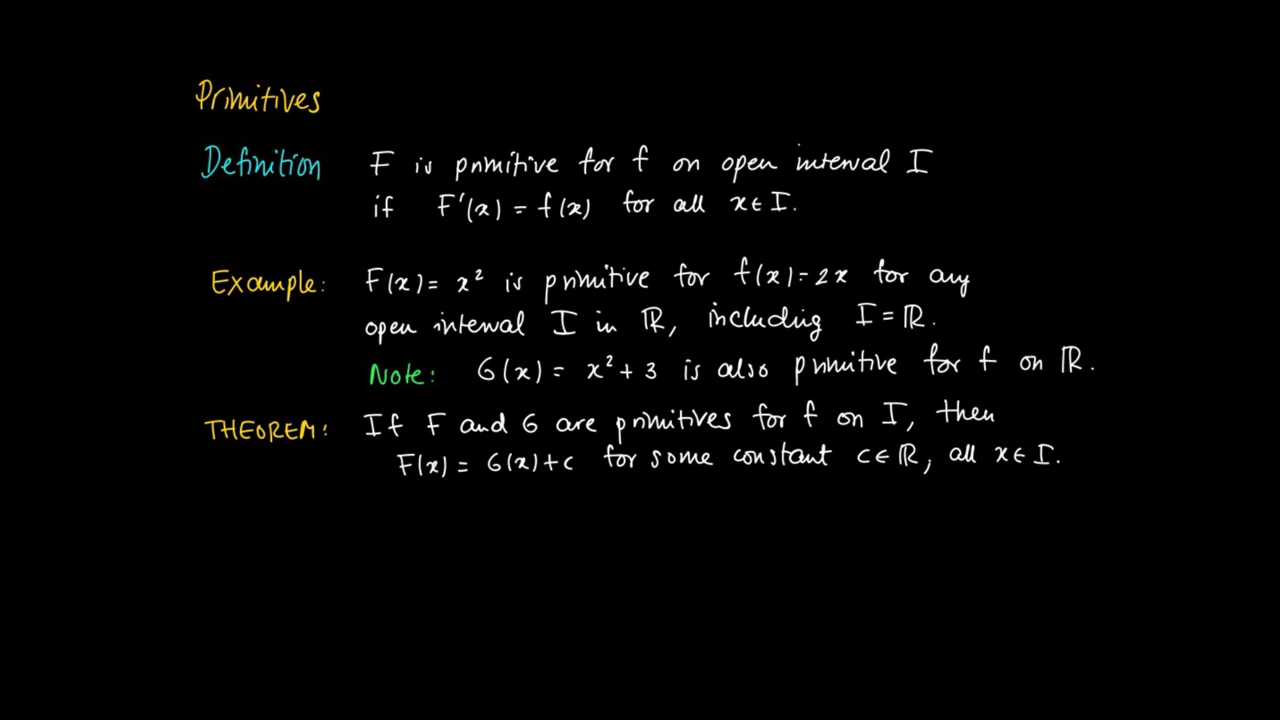 Primitives
Definition F is primitive for f on open interval I
if F'(x) = f(x) for all x ∈ I.
Example: F(x) = x² is primitive for f(x) = 2x for any
open interval I in ℝ, including I = ℝ.
Note: G(x) = x² + 3 is also primitive for f on ℝ.
THEOREM: If F and G are primitives for f on I, then
F(x) = G(x) + c for some constant c ∈ ℝ, all x ∈ I.